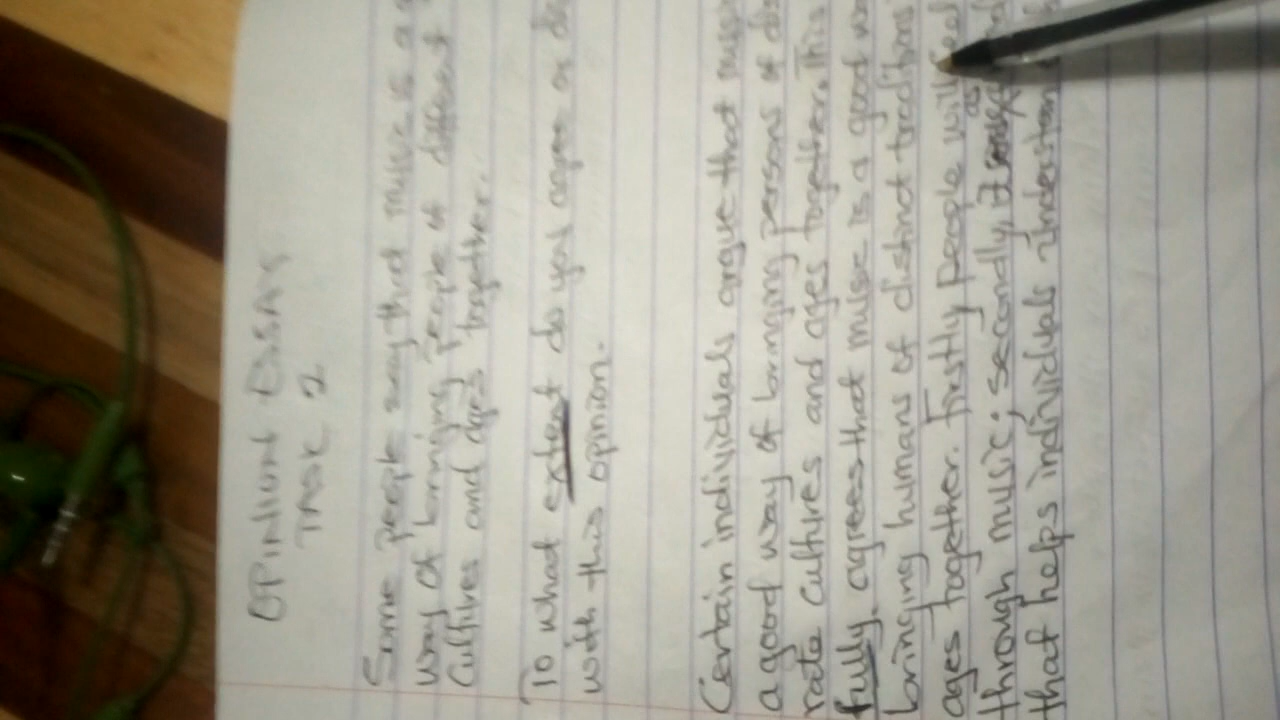 OPINION ESSAY
TASK 2
Some people say that music is a
way of bringing people of different
cultures and ages together.
To what extent do you agree or
with this opinion.
Certain individuals argue that
a good way of bringing persons of
rate cultures and ages together. This
fully agrees that music is a good
bringing humans of distinct traditions
ages together. Firstly people will
through music; secondly, as
that helps individuals